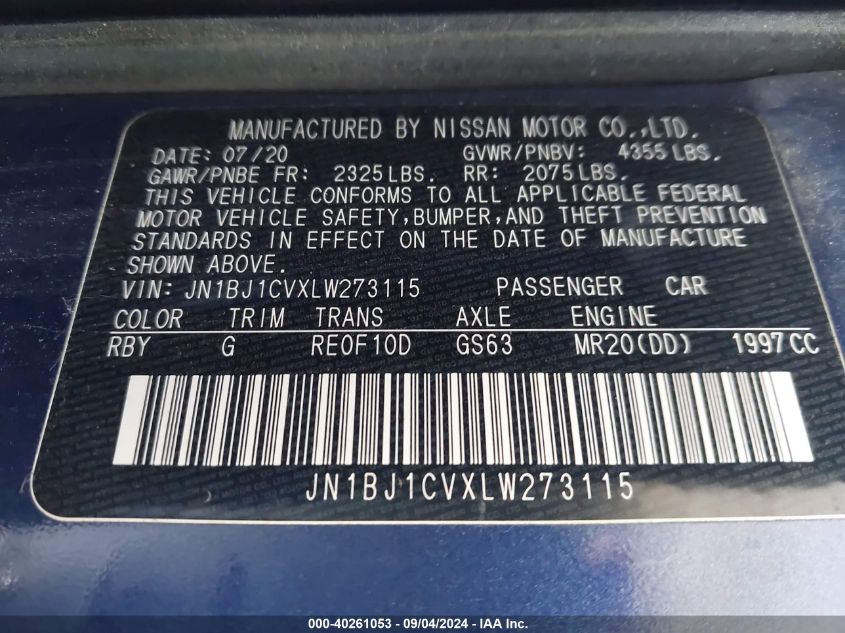 MANUFACTURED BY NISSAN MOTOR CO.,LTD.
DATE: 07/20 GVWR/PNBV: 4355 LBS.
GAWR/PNBE FR: 2325 LBS. RR: 2075 LBS.
THIS VEHICLE CONFORMS TO ALL APPLICABLE FEDERAL
MOTOR VEHICLE SAFETY, BUMPER, AND THEFT PREVENTION
STANDARDS IN EFFECT ON THE DATE OF MANUFACTURE
SHOWN ABOVE.
VIN: JN1BJ1CVXLW273115 PASSENGER CAR
COLOR TRIM TRANS AXLE ENGINE
RBY G RE0F10D GS63 MR20(DD) 1997CC
JN1BJ1CVXLW273115
000-40261053 - 09/04/2024 - IAA Inc.